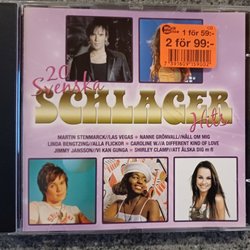 1 för 59:-
2 för 99:-
20
Svenska
SCHLAGER
Hits
MARTIN STENMARCK/LAS VEGAS • NANNE GRÖNVALL/HÅLL OM MIG
LINDA BENGTZING/ALLA FLICKOR • CAROLINE W./A DIFFERENT KIND OF LOVE
JIMMY JANSSON/VI KAN GUNGA • SHIRLEY CLAMP/ATT ÄLSKA DIG m fl